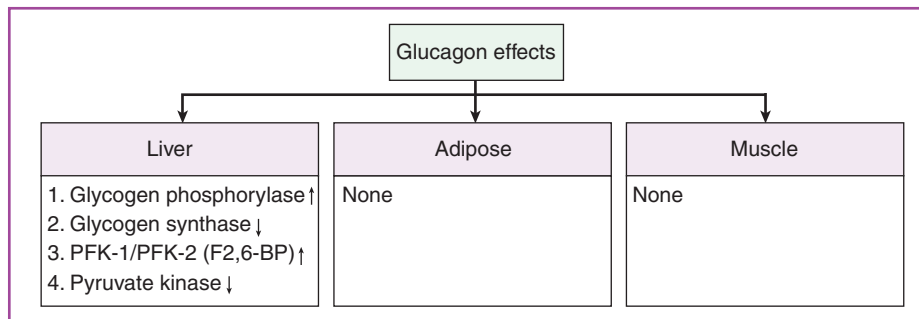 Glucagon effects
Liver
Adipose
Muscle
1. Glycogen phosphorylase ↑
2. Glycogen synthase ↓
3. PFK-1/PFK-2 (F2,6-BP) ↑
4. Pyruvate kinase ↓
None
None